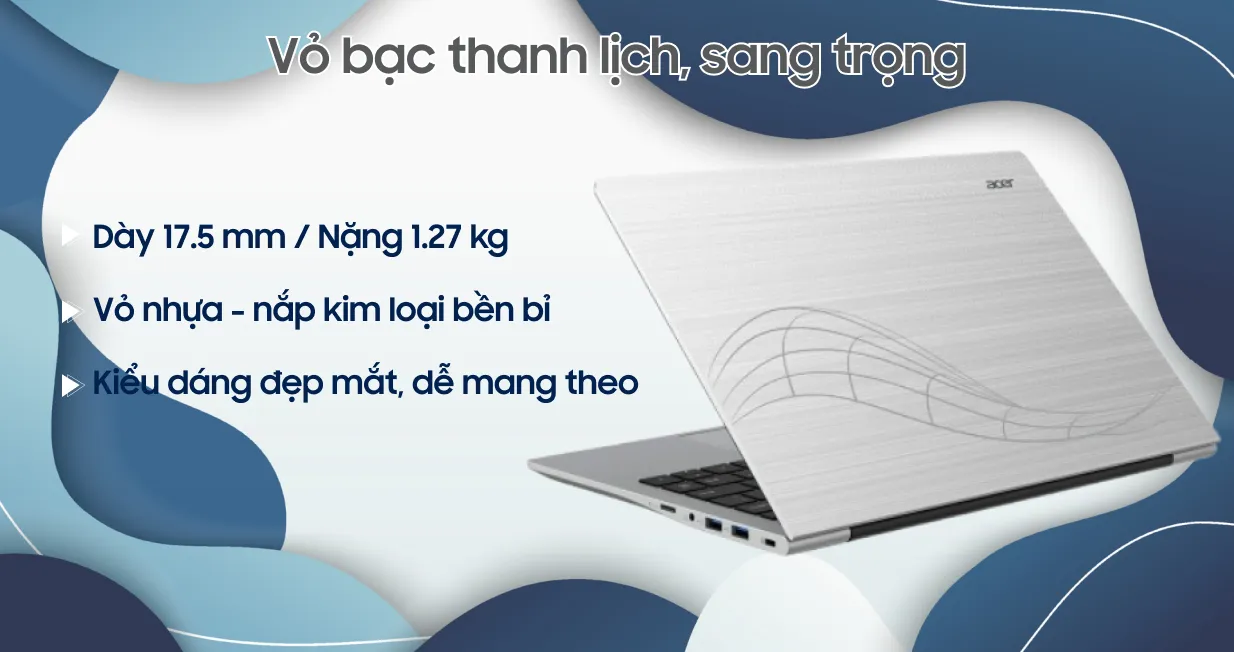 Vỏ bạc thanh lịch, sang trọng
acer
Dày 17.5 mm / Nặng 1.27 kg
Vỏ nhựa - nắp kim loại bền bỉ
Kiểu dáng đẹp mắt, dễ mang theo